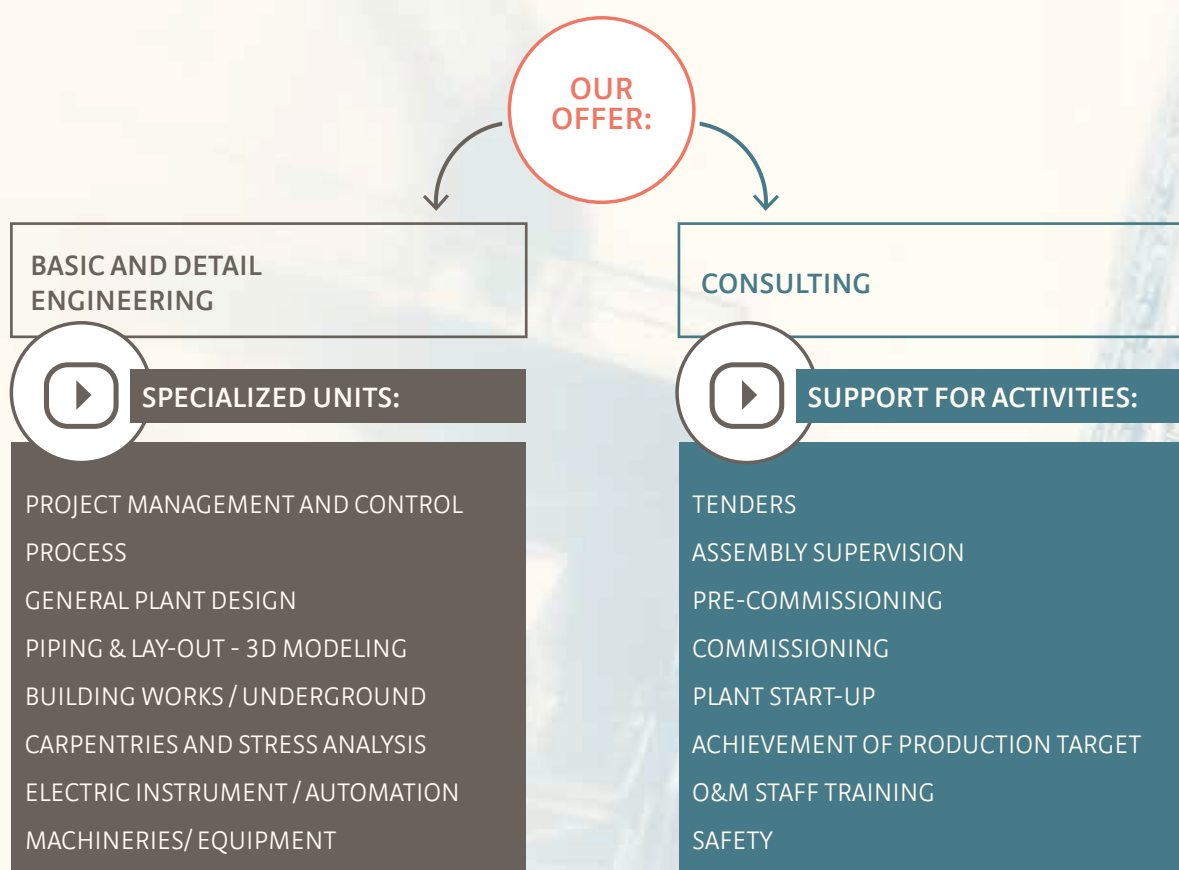 OUR
OFFER:
BASIC AND DETAIL
ENGINEERING
SPECIALIZED UNITS:
PROJECT MANAGEMENT AND CONTROL
PROCESS
GENERAL PLANT DESIGN
PIPING & LAY-OUT - 3D MODELING
BUILDING WORKS / UNDERGROUND
CARPENTRIES AND STRESS ANALYSIS
ELECTRIC INSTRUMENT / AUTOMATION
MACHINERIES/ EQUIPMENT
CONSULTING
SUPPORT FOR ACTIVITIES:
TENDERS
ASSEMBLY SUPERVISION
PRE-COMMISSIONING
COMMISSIONING
PLANT START-UP
ACHIEVEMENT OF PRODUCTION TARGET
O&M STAFF TRAINING
SAFETY